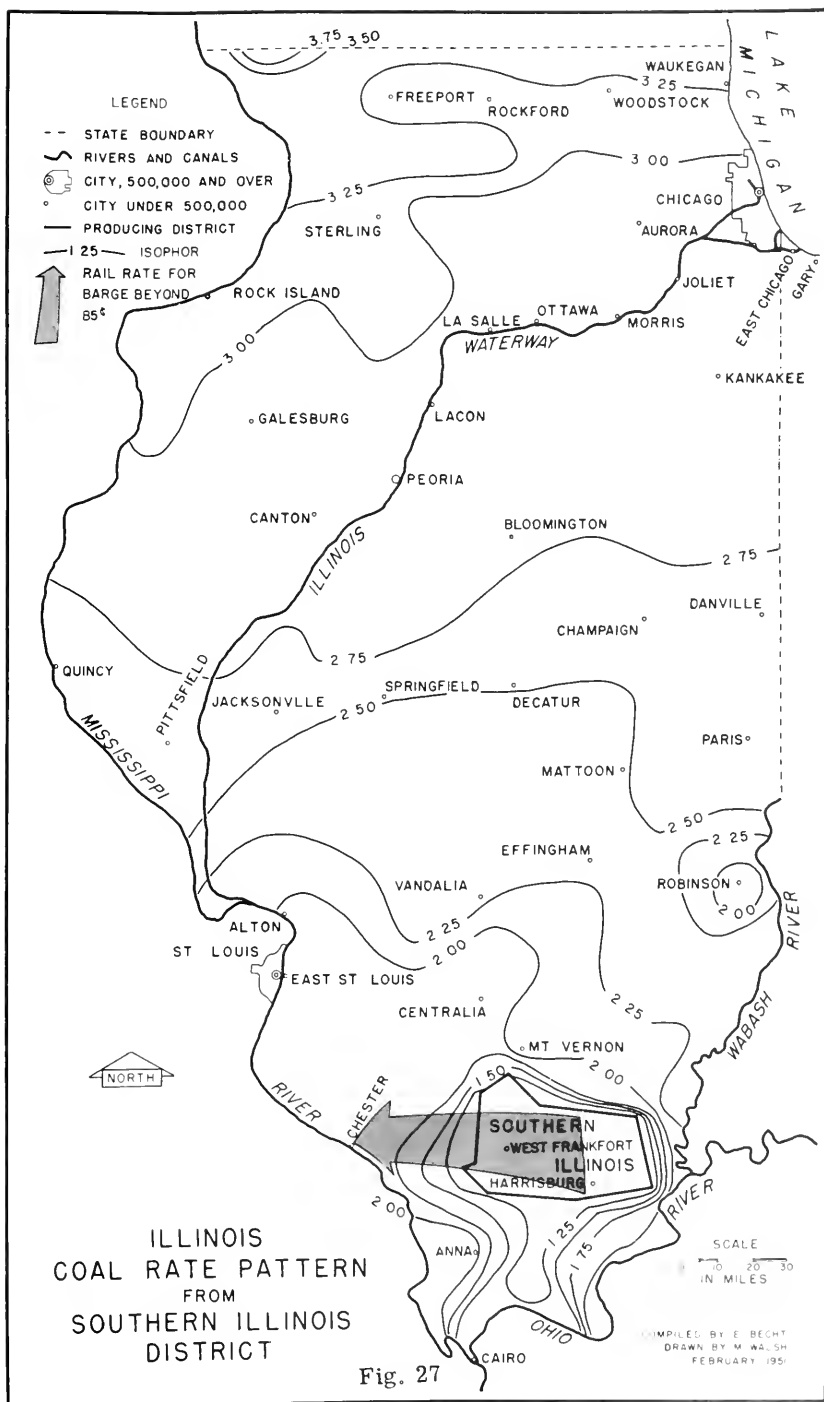 3.75 3.50
WAUKEGAN
3 25
FREEPORT
ROCKFORD
WOODSTOCK
LAKE
MICHIGAN
LEGEND
STATE BOUNDARY
RIVERS AND CANALS
CITY, 500,000 AND OVER
CITY UNDER 500,000
PRODUCING DISTRICT
1 25 ISOPHOR
RAIL RATE FOR
BARGE BEYOND
85¢
3 25
3 00
STERLING
CHICAGO
AURORA
EAST CHICAGO
GARY
JOLIET
ROCK ISLAND
LA SALLE
OTTAWA
MORRIS
WATERWAY
3 00
KANKAKEE
GALESBURG
LACON
PEORIA
CANTON
BLOOMINGTON
ILLINOIS
2 75
DANVILLE
CHAMPAIGN
2 75
QUINCY
PITTSFIELD
JACKSONVLLE
SPRINGFIELD
2 50
DECATUR
MISSISSIPPI
PARIS
MATTOON
2 50
2 25
EFFINGHAM
ROBINSON
2 00
VANDALIA
RIVER
ALTON
2 25
2 00
ST LOUIS
EAST ST LOUIS
CENTRALIA
2 25
WABASH
MT VERNON
2 00
NORTH
RIVER
CHESTER
1 50
SOUTHERN
WEST FRANKFORT
ILLINOIS
HARRISBURG
RIVER
2 00
ANNA
1 25
1 75
OHIO
CAIRO
ILLINOIS
COAL RATE PATTERN
FROM
SOUTHERN ILLINOIS
DISTRICT
SCALE
10 20 30
IN MILES
COMPILED BY E. BECHT
DRAWN BY M. WALSH
FEBRUARY 1951
Fig. 27